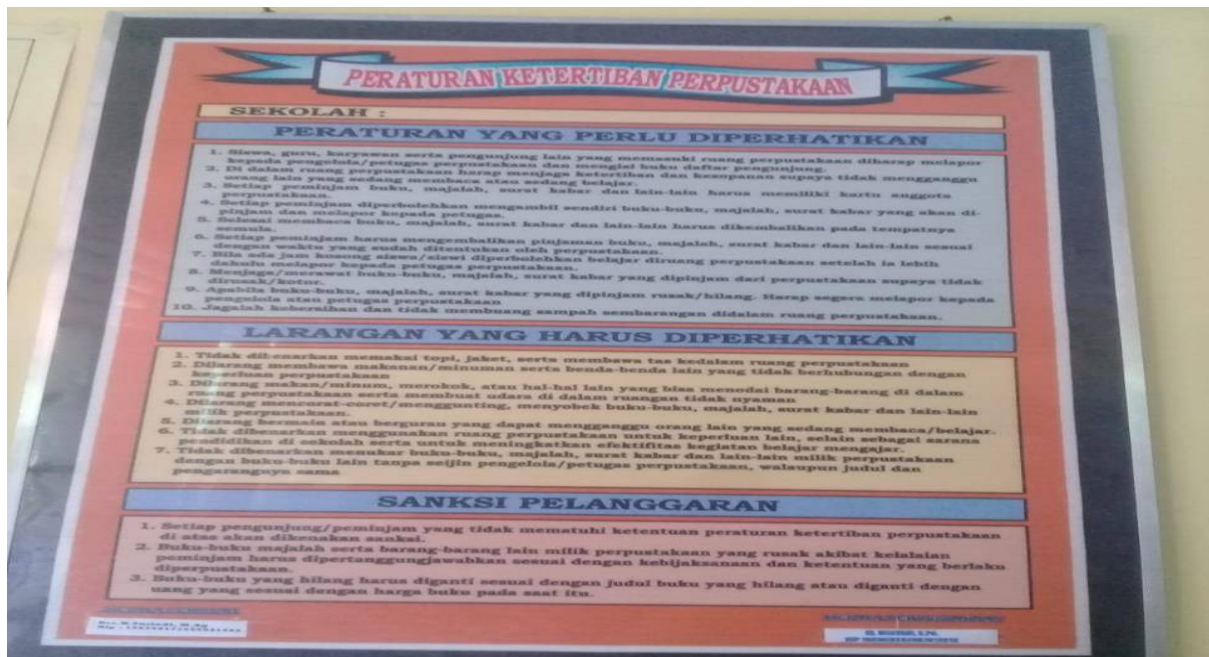 PERATURAN KETERTIBAN PERPUSTAKAAN
SEKOLAH :
PERATURAN YANG PERLU DIPERHATIKAN
1. Siswa, guru, karyawan serta pengunjung lain yang memasuki ruang perpustakaan diharap melapor
kepada pengelola/petugas perpustakaan dan mengisi buku daftar pengunjung.
2. Di dalam ruang perpustakaan harap menjaga ketertiban dan kesopanan supaya tidak mengganggu
orang lain yang sedang membaca atau sedang belajar.
3. Setiap peminjam buku, majalah, surat kabar dan lain-lain harus memiliki kartu anggota
perpustakaan.
4. Setiap peminjam diperbolehkan mengambil sendiri buku-buku, majalah, surat kabar yang akan di-
pinjam dan melapor kepada petugas.
5. Selesai membaca buku, majalah, surat kabar dan lain-lain harus dikembalikan pada tempatnya
semula.
6. Setiap peminjam harus mengembalikan pinjaman buku, majalah, surat kabar dan lain-lain sesuai
dengan waktu yang sudah ditentukan oleh perpustakaan.
7. Bila ada jam kosong siswa/siswi diperbolehkan belajar diruang perpustakaan setelah ia lebih
dahulu melapor kepada petugas perpustakaan.
8. Menjaga/merawat buku-buku, majalah, surat kabar yang dipinjam dari perpustakaan supaya tidak
dirusak/kotor.
9. Apabila buku-buku, majalah, surat kabar yang dipinjam rusak/hilang. Harap segera melapor kepada
pengelola atau petugas perpustakaan
10. Jagalah kebersihan dan tidak membuang sampah sembarangan didalam ruang perpustakaan.
LARANGAN YANG HARUS DIPERHATIKAN
1. Tidak dibenarkan memakai topi, jaket, serta membawa tas kedalam ruang perpustakaan
2. Dilarang membawa makanan/minuman serta benda-benda lain yang tidak berhubungan dengan
keperluan perpustakaan
3. Dilarang makan/minum, merokok, atau hal-hal lain yang bisa menodai barang-barang di dalam
ruang perpustakaan serta membuat udara di dalam ruangan tidak nyaman
4. Dilarang mencorat-coret/menggunting, menyobek buku-buku, majalah, surat kabar dan lain-lain
milik perpustakaan.
5. Dilarang bermain atau bergurau yang dapat mengganggu orang lain yang sedang membaca/belajar.
6. Tidak dibenarkan menggunakan ruang perpustakaan untuk keperluan lain, selain sebagai sarana
pendidikan di sekolah serta untuk meningkatkan efektifitas kegiatan belajar mengajar.
7. Tidak dibenarkan menukar buku-buku, majalah, surat kabar dan lain-lain milik perpustakaan
dengan buku-buku lain tanpa seijin pengelola/petugas perpustakaan, walaupun judul dan
pengarangnya sama
SANKSI PELANGGARAN
1. Setiap pengunjung/peminjam yang tidak mematuhi ketentuan peraturan ketertiban perpustakaan
di atas akan dikenakan sanksi.
2. Buku-buku majalah serta barang-barang lain milik perpustakaan yang rusak akibat kelalaian
peminjam harus dipertanggungjawabkan sesuai dengan kebijaksanaan dan ketentuan yang berlaku
diperpustakaan.
3. Buku-buku yang hilang harus diganti sesuai dengan judul buku yang hilang atau diganti dengan
uang yang sesuai dengan harga buku pada saat itu.